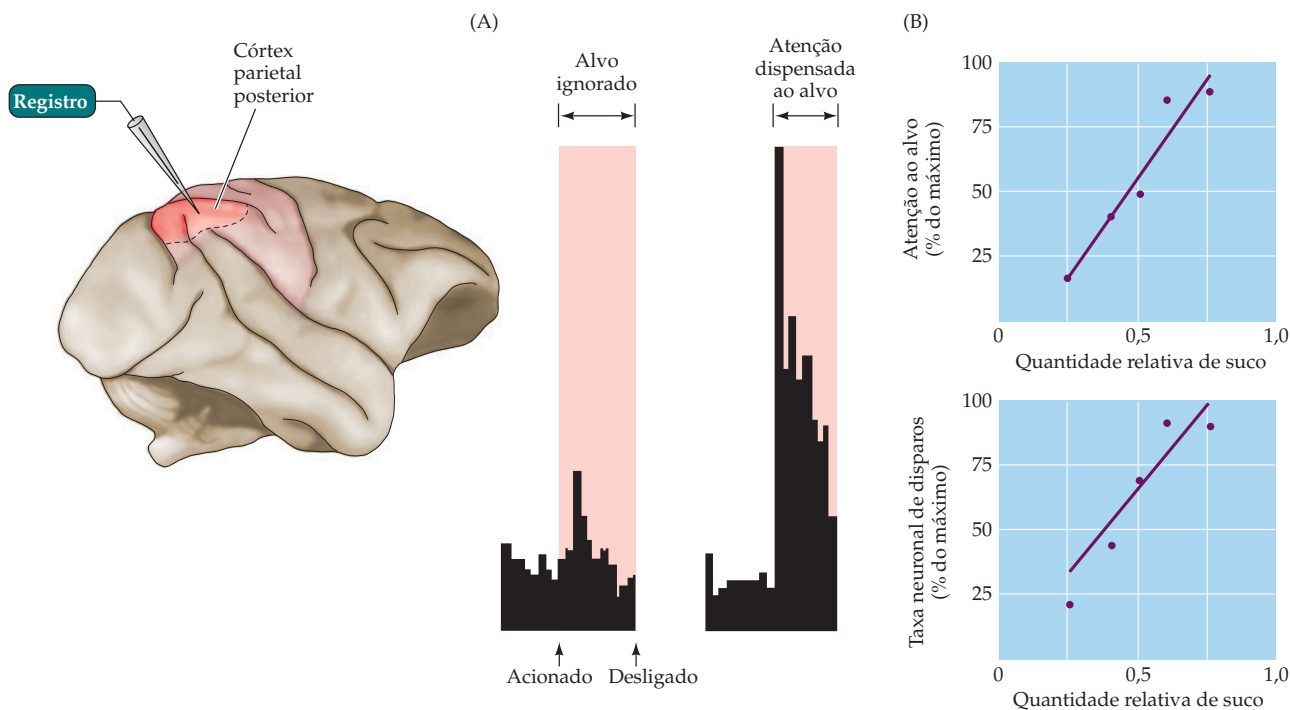 Registro
Córtex
parietal
posterior
(A)
Alvo
ignorado
Atenção
dispensada
ao alvo
Acionado
Desligado
(B)
Atenção ao alvo
(% do máximo)
100
75
50
25
0
0,5
1,0
Quantidade relativa de suco
Taxa neuronal de disparos
(% do máximo)
100
75
50
25
0
0,5
1,0
Quantidade relativa de suco